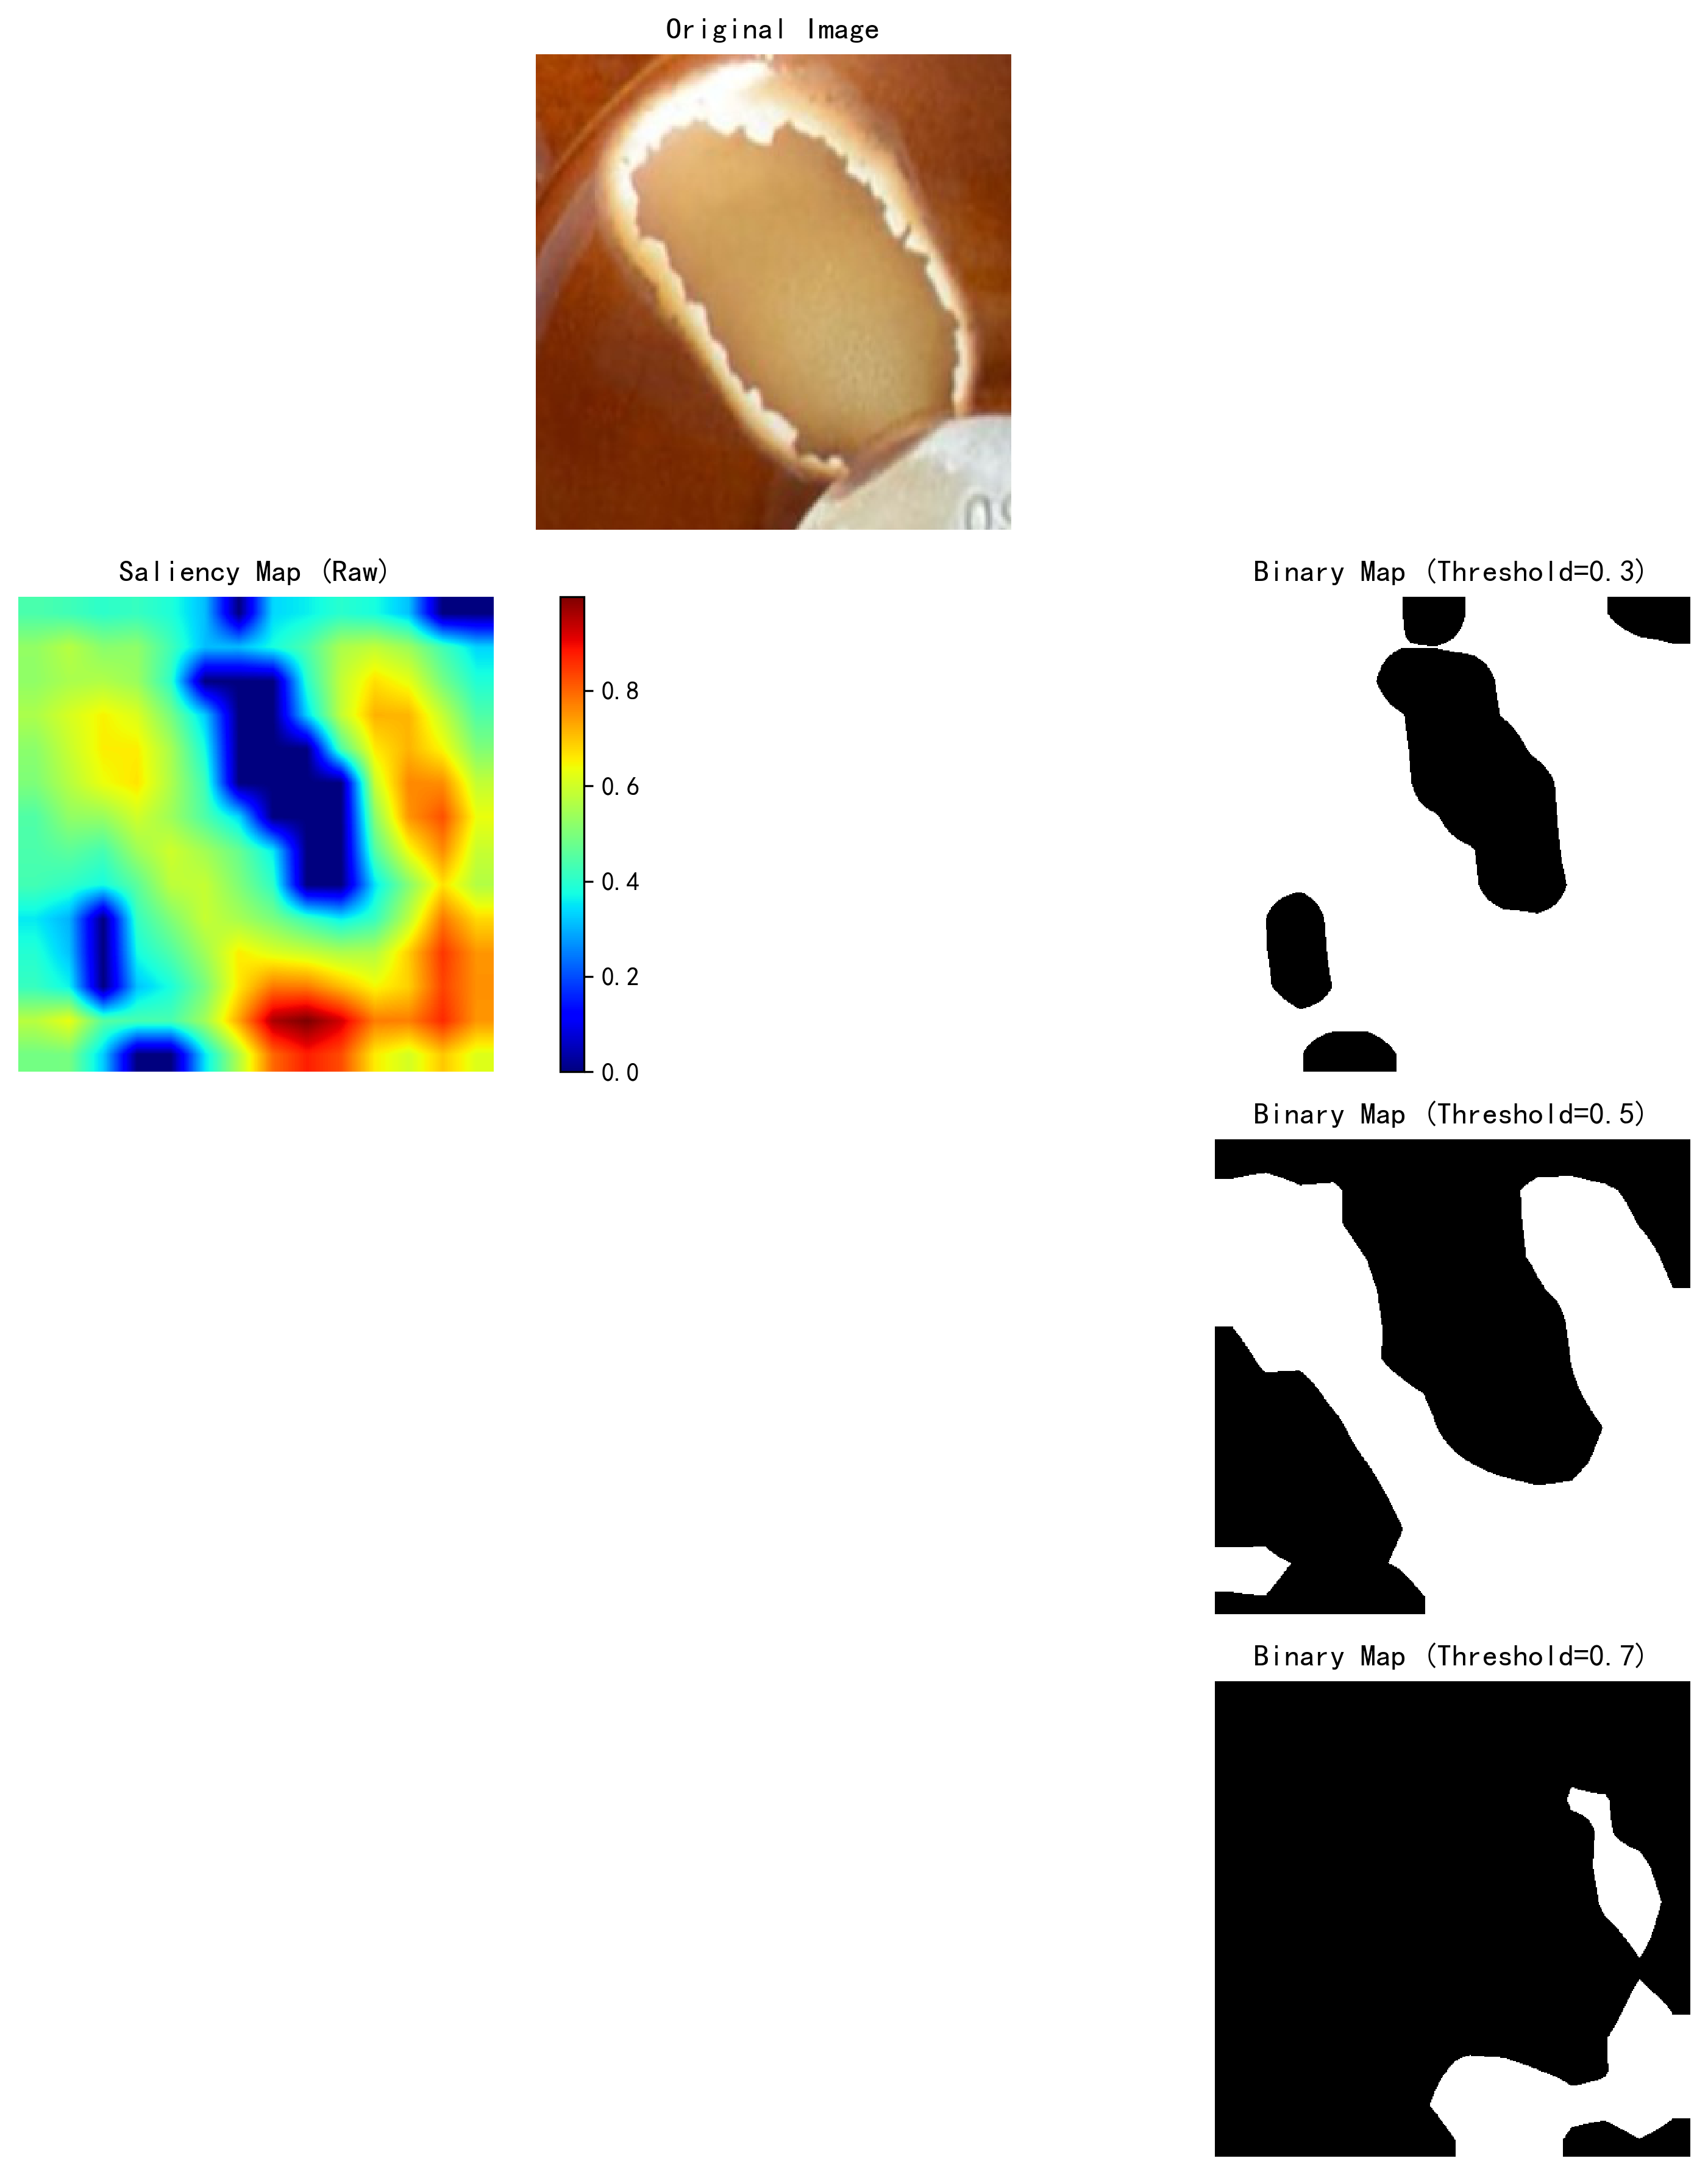 Original Image
09
Saliency Map (Raw)
0.8
0.6
0.4
0.2
0.0
Binary Map (Threshold=0.3)
Binary Map (Threshold=0.5)
Binary Map (Threshold=0.7)